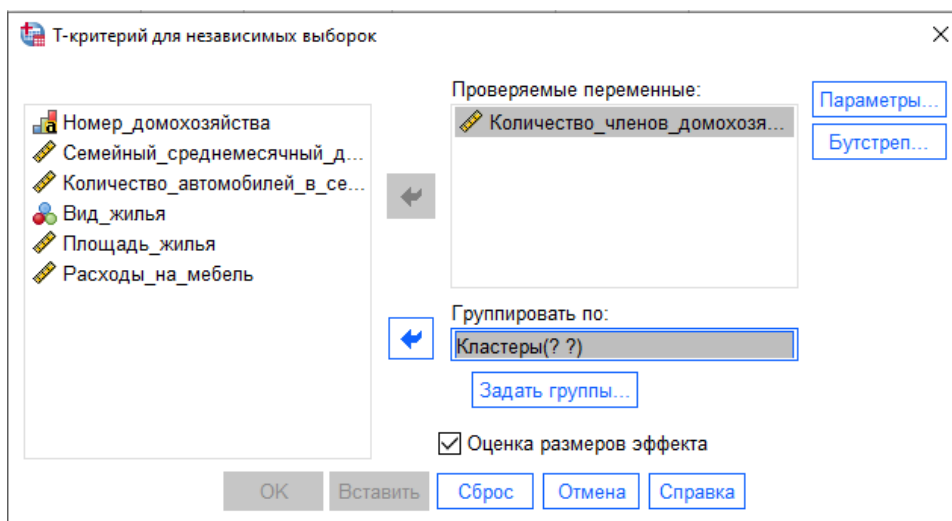 Т-критерий для независимых выборок
Проверяемые переменные:
Номер_домохозяйства
Семейный_среднемесячный_д...
Количество_автомобилей_в_се...
Вид_жилья
Площадь_жилья
Расходы_на_мебель
Количество_членов_домохозя...
Параметры...
Бутстреп...
Группировать по:
Кластеры(? ?)
Задать группы...
Оценка размеров эффекта
OK Вставить Сброс Отмена Справка